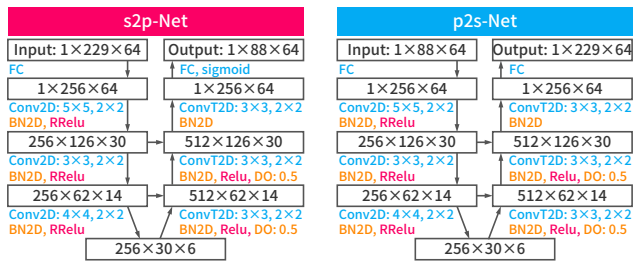 s2p-Net
Input: 1×229×64
Output: 1×88×64
FC
FC, sigmoid
1×256×64
1×256×64
Conv2D: 5×5, 2×2
ConvT2D: 3×3, 2×2
BN2D, RRelu
BN2D
256×126×30
512×126×30
Conv2D: 3×3, 2×2
ConvT2D: 3×3, 2×2
BN2D, RRelu
BN2D, Relu, DO: 0.5
256×62×14
512×62×14
Conv2D: 4×4, 2×2
ConvT2D: 3×3, 2×2
BN2D, RRelu
BN2D, Relu, DO: 0.5
256×30×6
p2s-Net
Input: 1×88×64
Output: 1×229×64
FC
FC
1×256×64
1×256×64
Conv2D: 5×5, 2×2
ConvT2D: 3×3, 2×2
BN2D, RRelu
BN2D
256×126×30
512×126×30
Conv2D: 3×3, 2×2
ConvT2D: 3×3, 2×2
BN2D, RRelu
BN2D, Relu, DO: 0.5
256×62×14
512×62×14
Conv2D: 4×4, 2×2
ConvT2D: 3×3, 2×2
BN2D, RRelu
BN2D, Relu, DO: 0.5
256×30×6